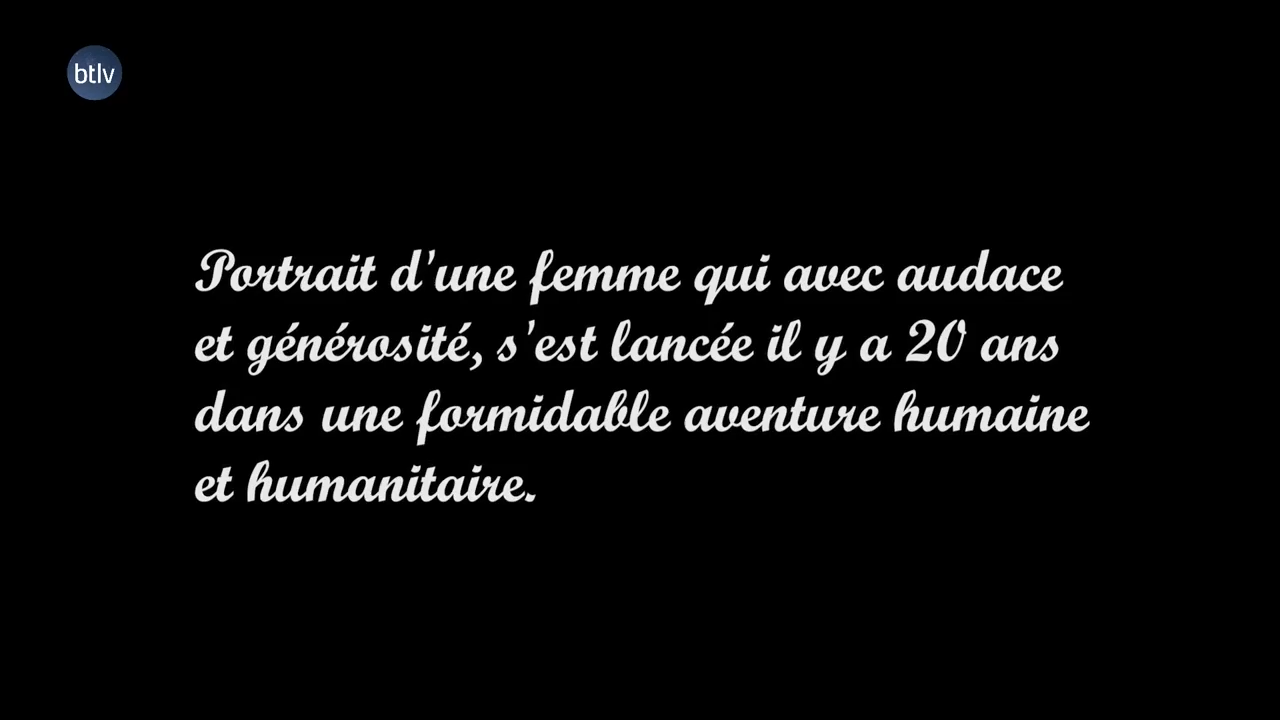 btlv
Portrait d'une femme qui avec audace
et générosité, s'est lancée il y a 20 ans
dans une formidable aventure humaine
et humanitaire.